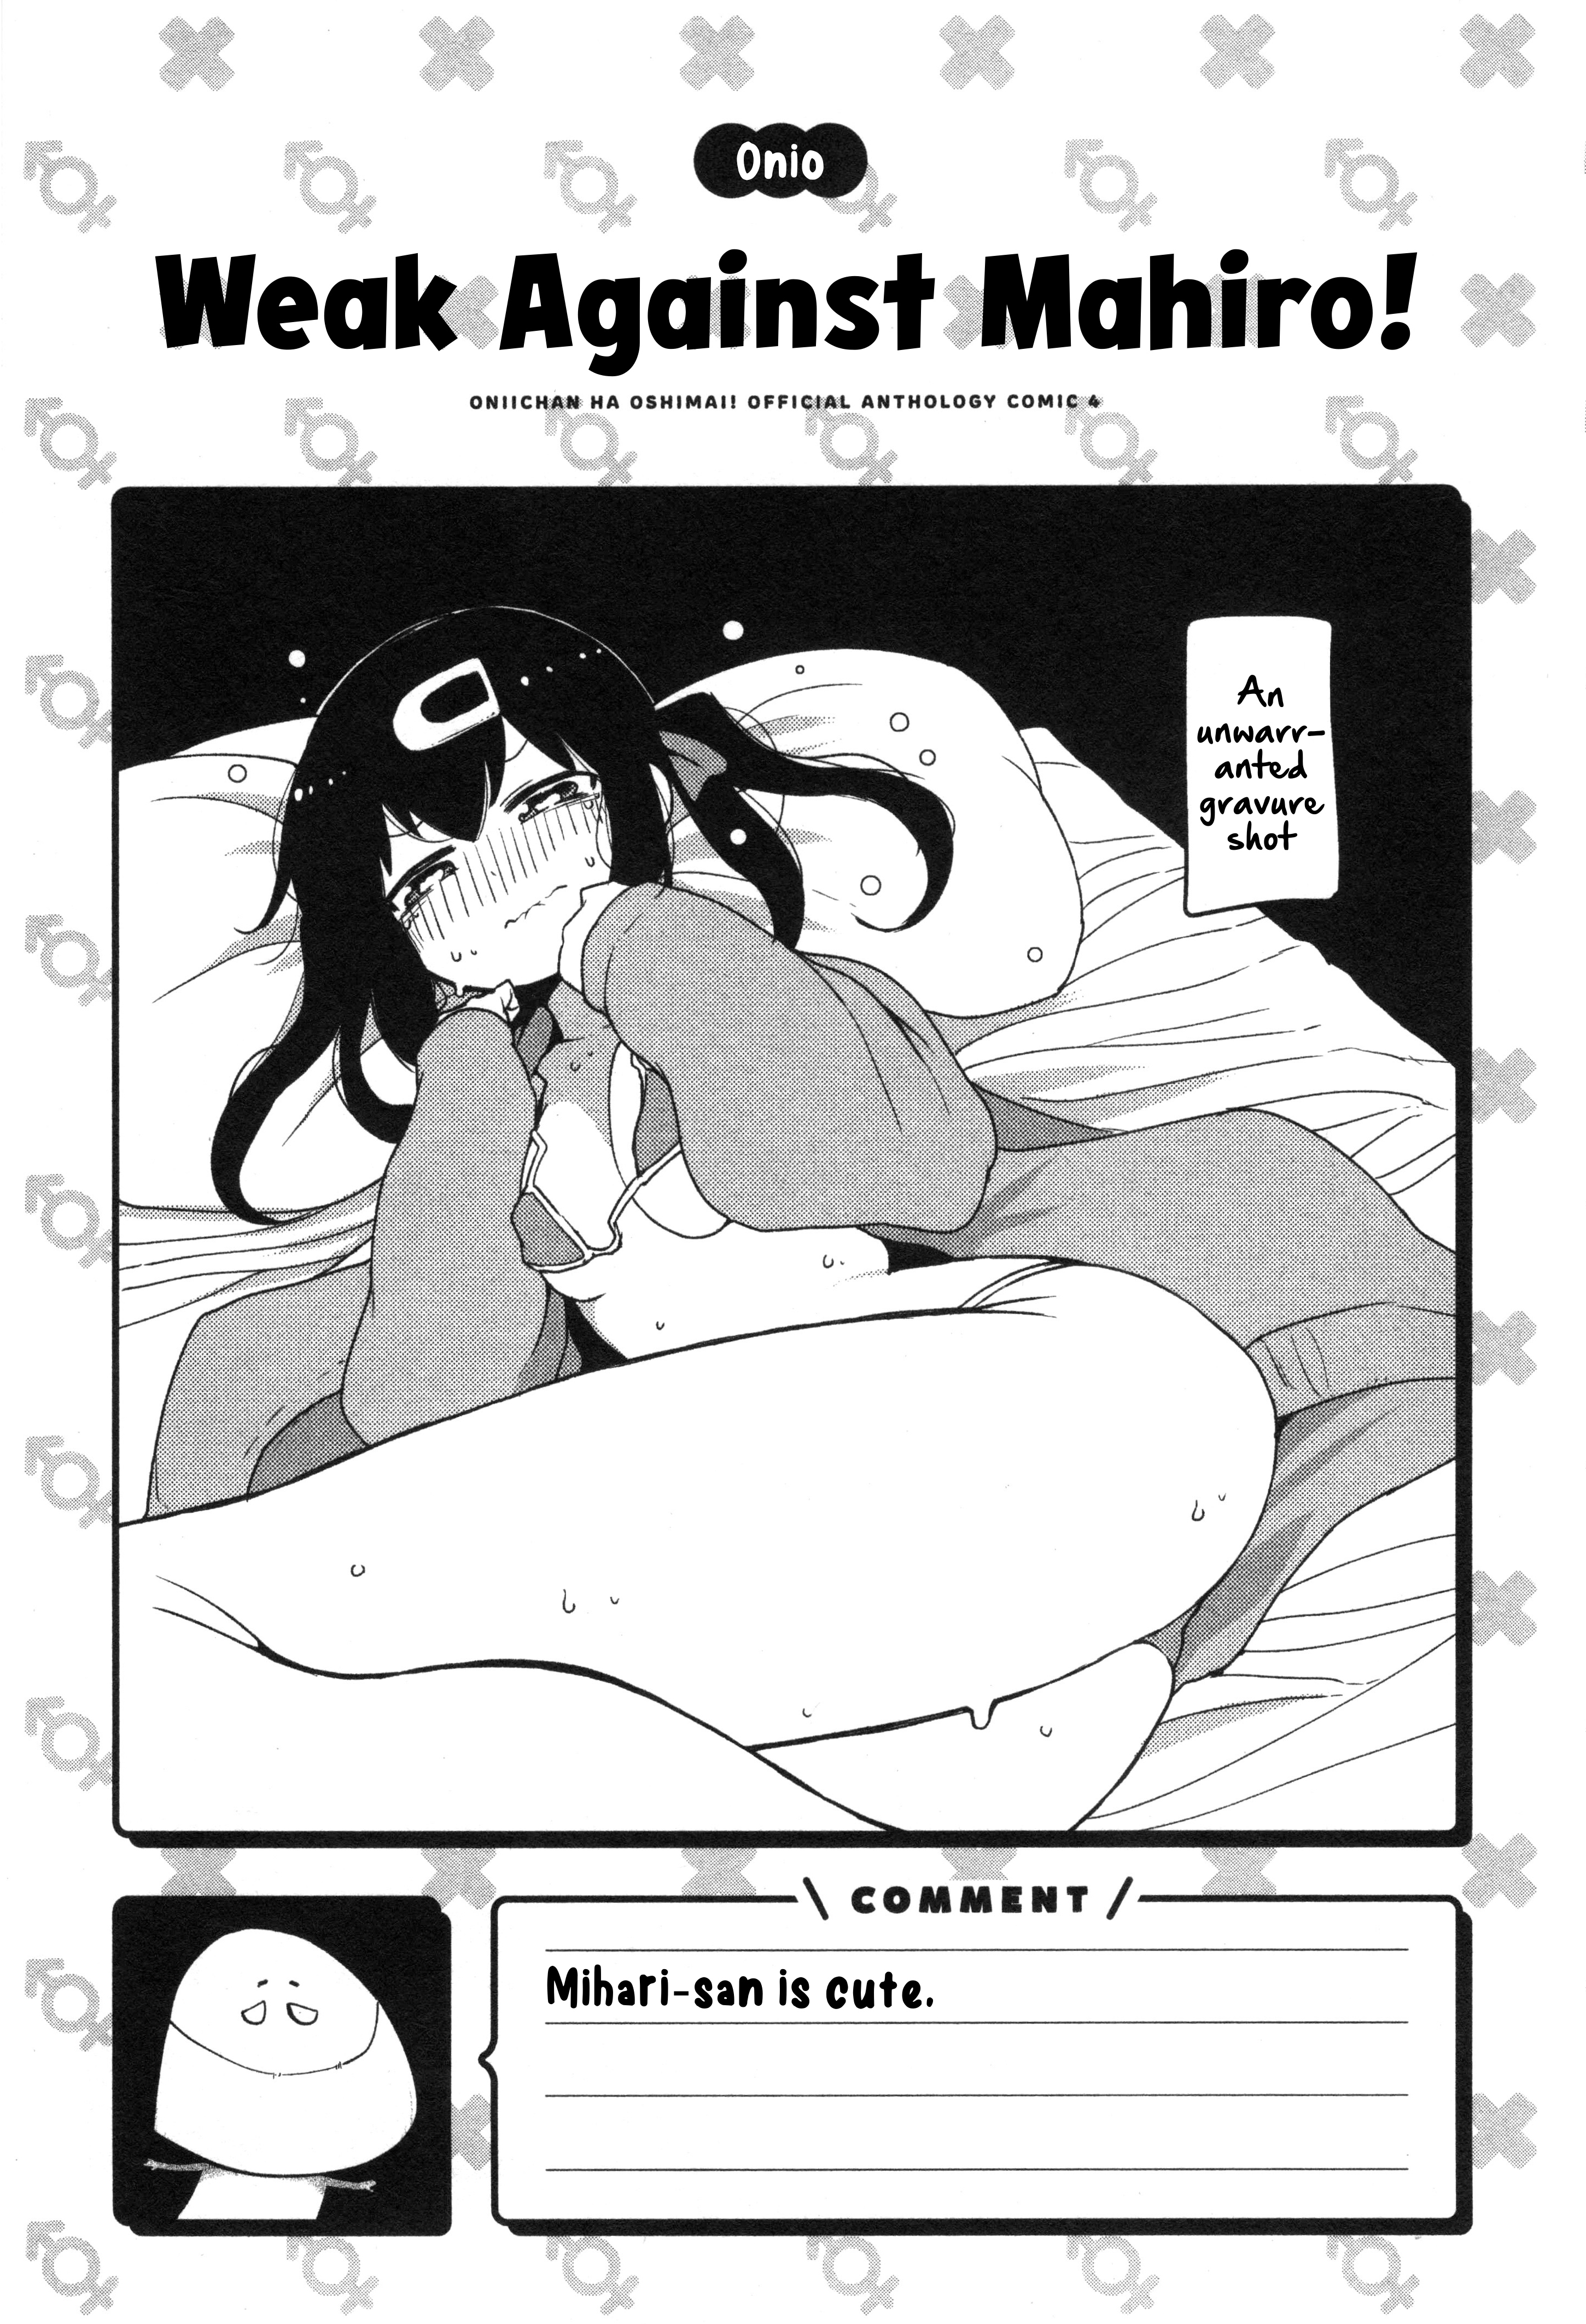 Onio
Weak Against Mahiro!
ONIICHAN HA OSHIMAI! OFFICIAL ANTHOLOGY COMIC 4
An
unwarr-
anted
gravure
shot
COMMENT
Mihari-san is cute.